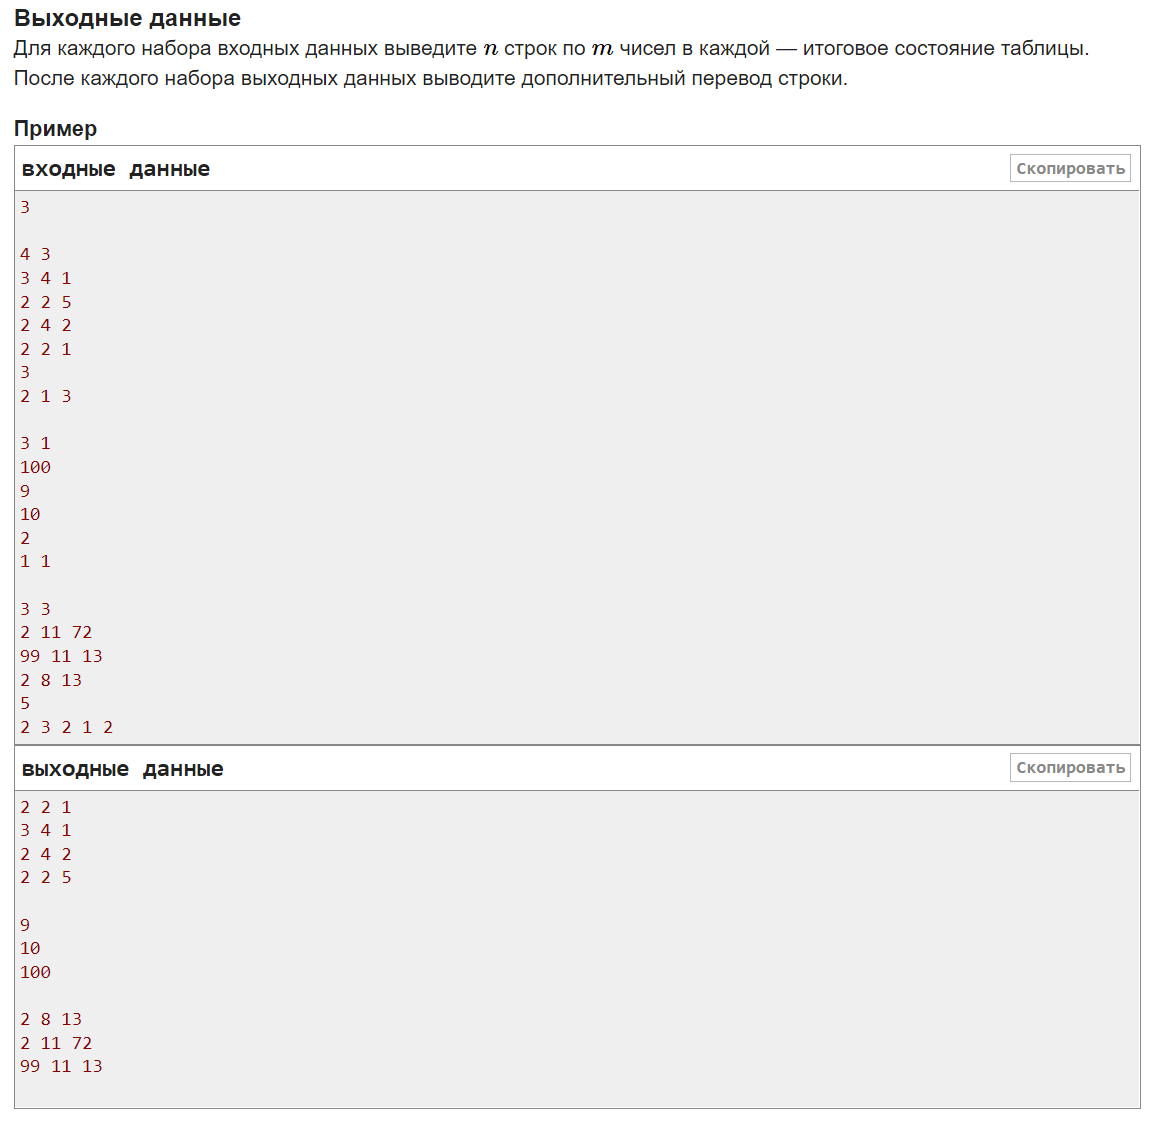 Выходные данные
Для каждого набора входных данных выведите n строк по m чисел в каждой — итоговое состояние таблицы.
После каждого набора выходных данных выводите дополнительный перевод строки.
Пример
входные данные
Скопировать
3
4 3
3 4 1
2 2 5
2 4 2
2 2 1
3
2 1 3
3 1
100
9
10
2
1 1
3 3
2 11 72
99 11 13
2 8 13
5
2 3 2 1 2
выходные данные
Скопировать
2 2 1
3 4 1
2 4 2
2 2 5
9
10
100
2 8 13
2 11 72
99 11 13